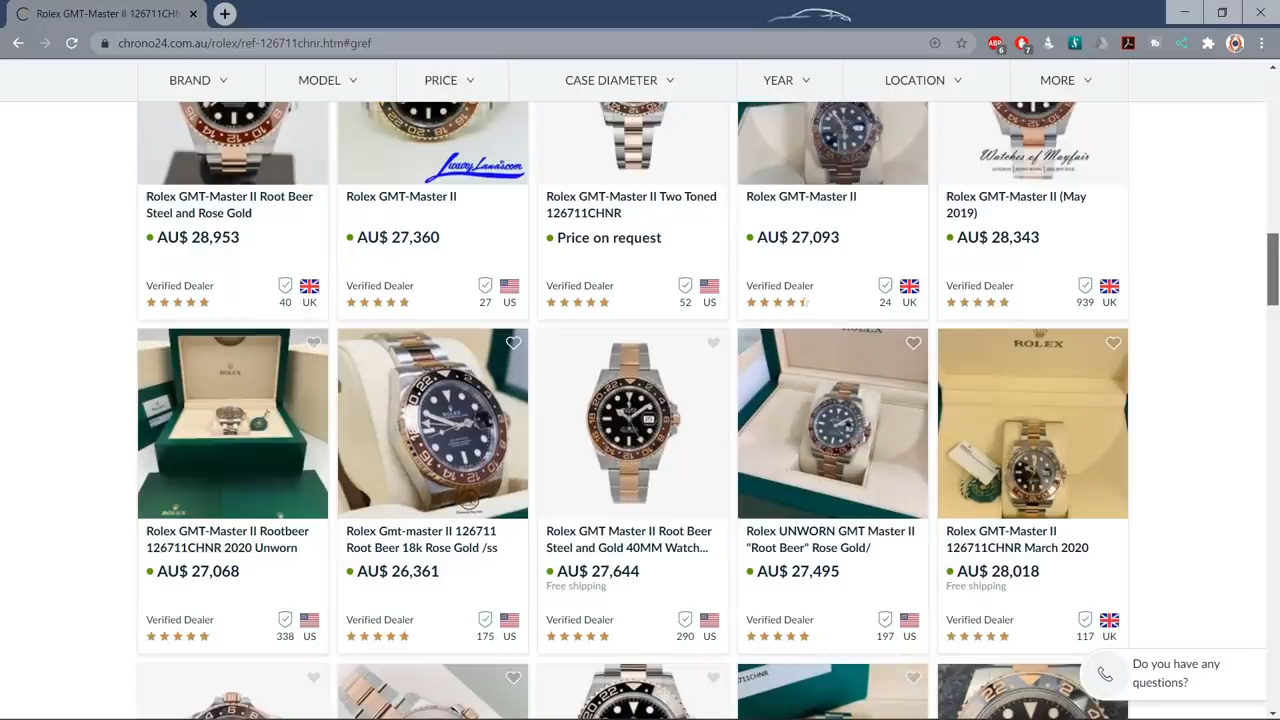 Rolex GMT-Master II 126711CHN
chrono24.com.au/rolex/ref-126711chnr.htm#gref
BRAND MODEL PRICE CASE DIAMETER YEAR LOCATION MORE
LuxuryLanas.com
Watches of Mayfair
LONDON | HONG KONG | MELBOURNE
Rolex GMT-Master II Root Beer
Steel and Rose Gold
AU$ 28,953
Verified Dealer
40 UK
Rolex GMT-Master II
AU$ 27,360
Verified Dealer
27 US
Rolex GMT-Master II Two Toned
126711CHNR
Price on request
Verified Dealer
52 US
Rolex GMT-Master II
AU$ 27,093
Verified Dealer
24 UK
Rolex GMT-Master II (May
2019)
AU$ 28,343
Verified Dealer
939 UK
ROLEX
Rolex GMT-Master II Rootbeer
126711CHNR 2020 Unworn
AU$ 27,068
Verified Dealer
338 US
ROLEX
Rolex Gmt-master II 126711
Root Beer 18k Rose Gold /ss
AU$ 26,361
Verified Dealer
175 US
Rolex GMT Master II Root Beer
Steel and Gold 40MM Watch...
AU$ 27,644
Free shipping
Verified Dealer
290 US
Rolex UNWORN GMT Master II
"Root Beer" Rose Gold/
AU$ 27,495
Verified Dealer
197 US
ROLEX
Rolex GMT-Master II
126711CHNR March 2020
AU$ 28,018
Free shipping
Verified Dealer
117 UK
Do you have any
questions?